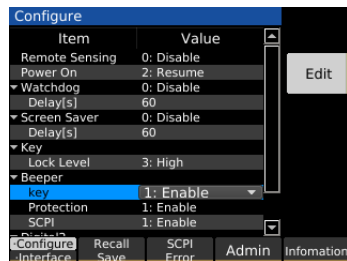 Configure
Item Value
Remote Sensing 0: Disable
Power On 2: Resume
Edit
Watchdog 0: Disable
Delay[s] 60
Screen Saver 0: Disable
Delay[s] 60
Key
Lock Level 3: High
Beeper
key 1: Enable
Protection 1: Enable
SCPI 1: Enable
·Configure Recall SCPI Admin Infomation
·Interface Save Error